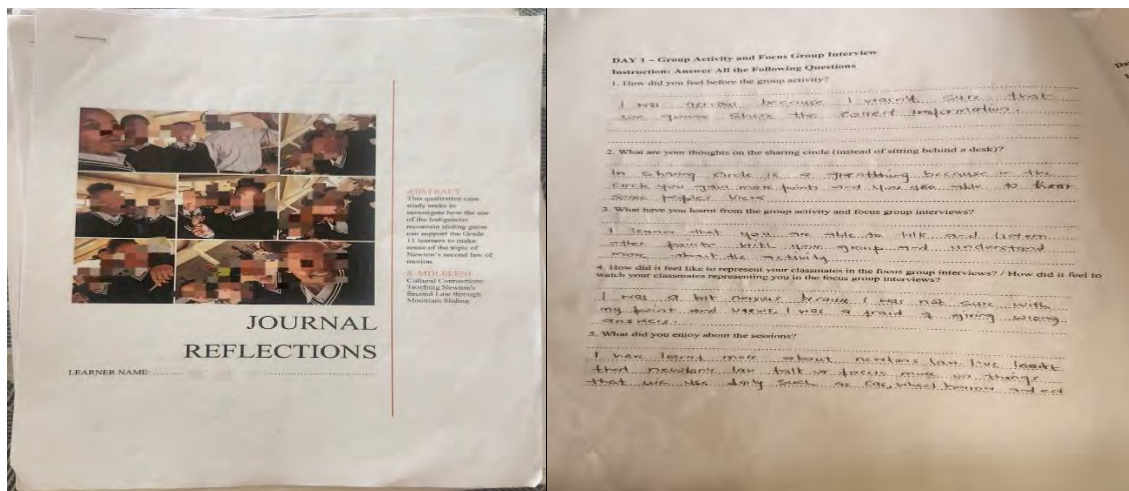 ABSTRACT
This qualitative case
study seeks to
investigate how the use
of the Indigenous
mountain sliding game
can support the Grade
11 learners to make
sense of the topic of
Newton's second law of
motion.
S. MDLELENI
Cultural Connections:
Teaching Newton's
Second Law through
Mountain Sliding
JOURNAL
REFLECTIONS
LEARNER NAME:
DAY 1 – Group Activity and Focus Group Interview
Instruction: Answer All the Following Questions
1. How did you feel before the group activity?
I was nervous because I wasn't sure that
we gonna share the correct information.
2. What are your thoughts on the sharing circle (instead of sitting behind a desk)?
In sharing circle is a great thing because in the
circle you gain more points and you are able to hear
some peoples views
3. What have you learnt from the group activity and focus group interviews?
I learner that you are able to talk and listen
other points with your group and understand
more about the activity
4. How did it feel like to represent your classmates in the focus group interviews? / How did it feel to
watch your classmates representing you in the focus group interviews?
I was a bit nervous because I was not sure with
my point and views, I was a fraid of giving wrong
answers.
5. What did you enjoy about the sessions?
I have learnt more about newtons law. I've learnt
that newton's law talk or focus more on things
that we use daily such as car, wheel barrow and